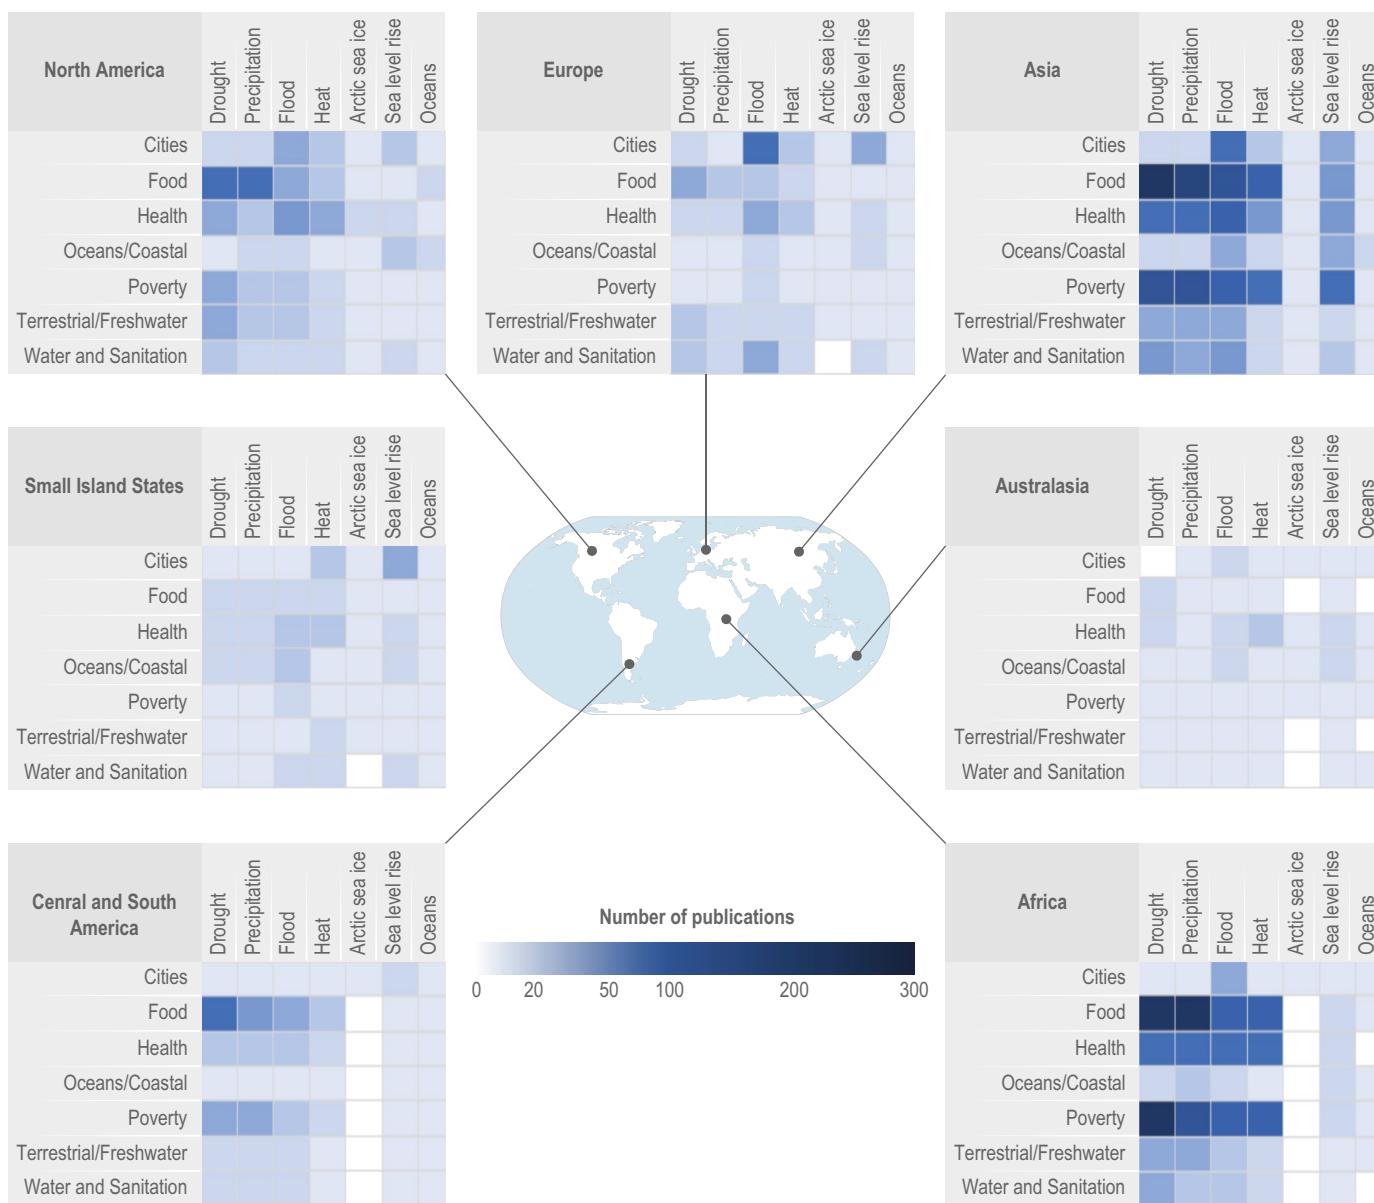 North America
Drought
Precipitation
Flood
Heat
Arctic sea ice
Sea level rise
Oceans
Cities
Food
Health
Oceans/Coastal
Poverty
Terrestrial/Freshwater
Water and Sanitation
Europe
Drought
Precipitation
Flood
Heat
Arctic sea ice
Sea level rise
Oceans
Cities
Food
Health
Oceans/Coastal
Poverty
Terrestrial/Freshwater
Water and Sanitation
Asia
Drought
Precipitation
Flood
Heat
Arctic sea ice
Sea level rise
Oceans
Cities
Food
Health
Oceans/Coastal
Poverty
Terrestrial/Freshwater
Water and Sanitation
Small Island States
Drought
Precipitation
Flood
Heat
Arctic sea ice
Sea level rise
Oceans
Cities
Food
Health
Oceans/Coastal
Poverty
Terrestrial/Freshwater
Water and Sanitation
Australasia
Drought
Precipitation
Flood
Heat
Arctic sea ice
Sea level rise
Oceans
Cities
Food
Health
Oceans/Coastal
Poverty
Terrestrial/Freshwater
Water and Sanitation
Cenral and South
America
Drought
Precipitation
Flood
Heat
Arctic sea ice
Sea level rise
Oceans
Cities
Food
Health
Oceans/Coastal
Poverty
Terrestrial/Freshwater
Water and Sanitation
Number of publications
0 20 50 100 200 300
Africa
Drought
Precipitation
Flood
Heat
Arctic sea ice
Sea level rise
Oceans
Cities
Food
Health
Oceans/Coastal
Poverty
Terrestrial/Freshwater
Water and Sanitation